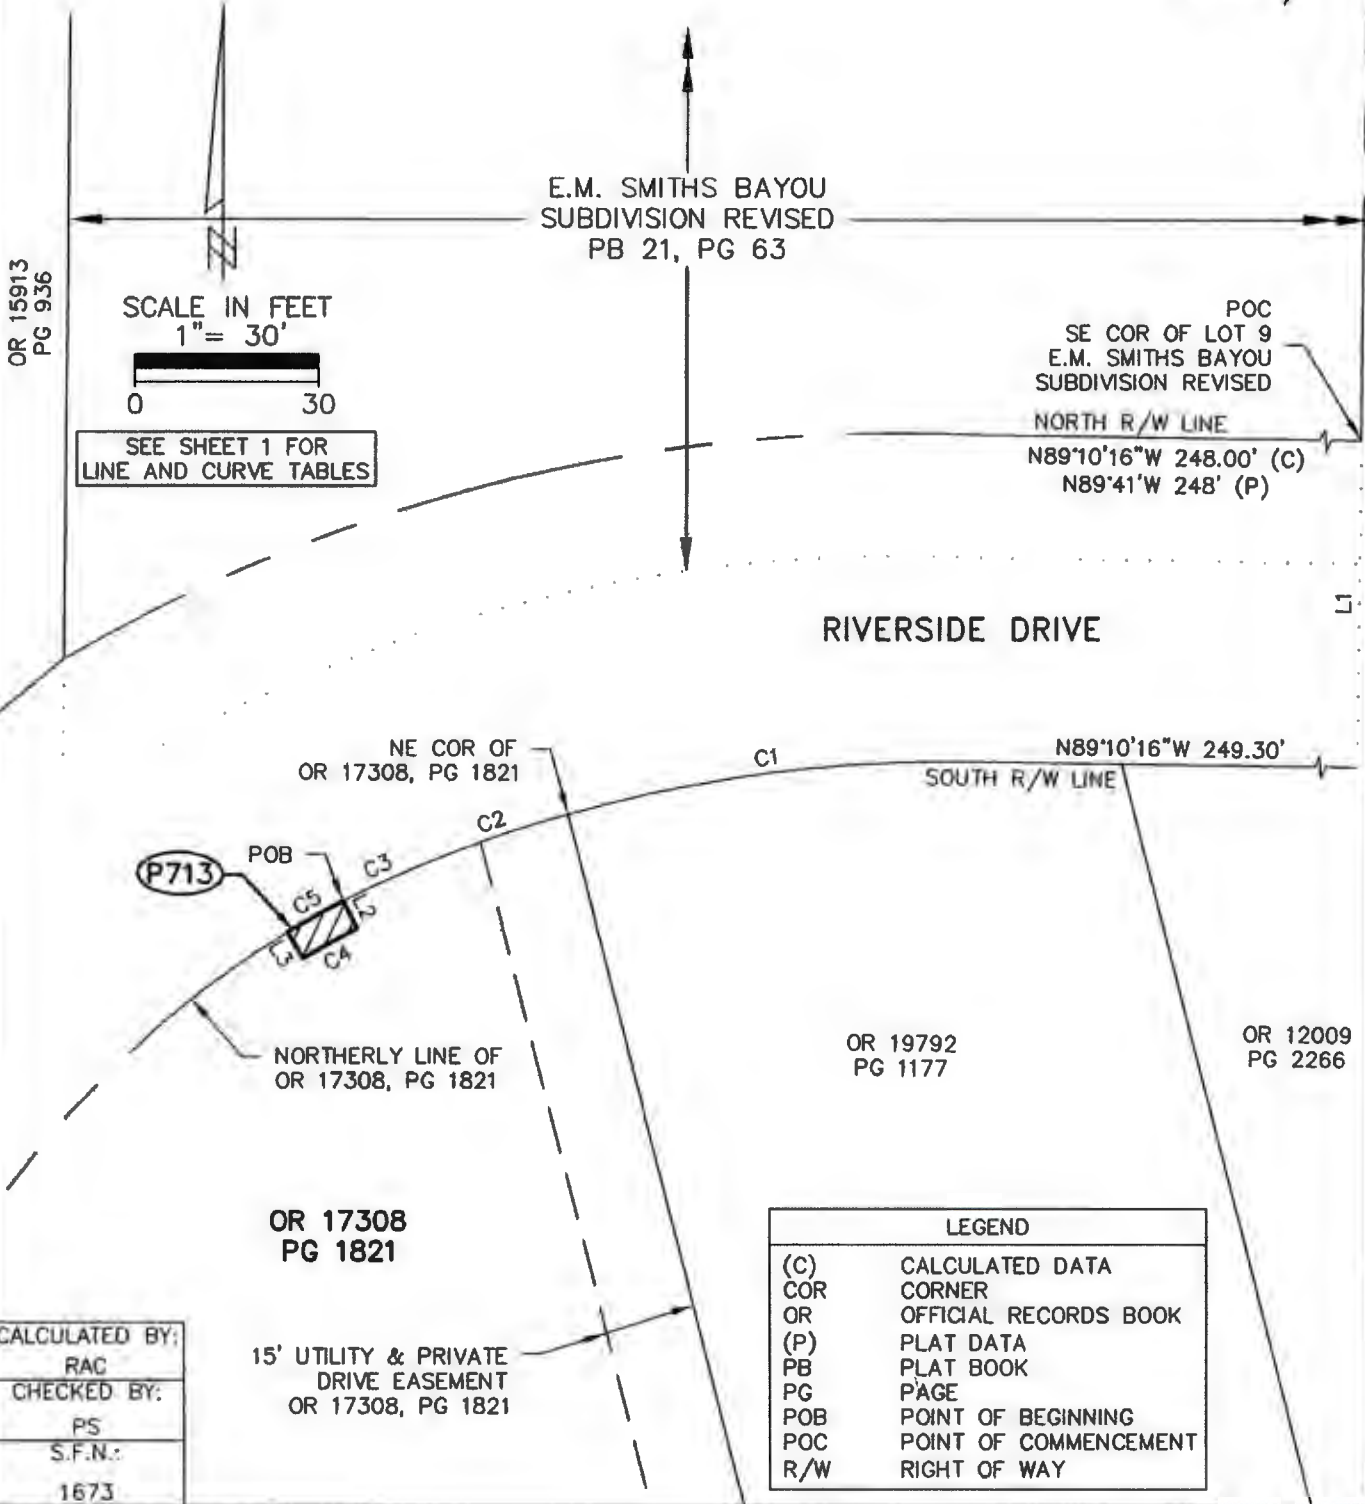 E.M. SMITHS BAYOU
SUBDIVISION REVISED
PB 21, PG 63
OR 15913
PG 936
N
SCALE IN FEET
1"= 30'
0 30
SEE SHEET 1 FOR
LINE AND CURVE TABLES
POC
SE COR OF LOT 9
E.M. SMITHS BAYOU
SUBDIVISION REVISED
NORTH R/W LINE
N89°10'16"W 248.00' (C)
N89°41'W 248' (P)
L1
RIVERSIDE DRIVE
NE COR OF
OR 17308, PG 1821
C1
N89°10'16"W 249.30'
SOUTH R/W LINE
C2
POB
C3
P713
C5
L2
L3
C4
NORTHERLY LINE OF
OR 17308, PG 1821
OR 19792
PG 1177
OR 12009
PG 2266
OR 17308
PG 1821
15' UTILITY & PRIVATE
DRIVE EASEMENT
OR 17308, PG 1821
LEGEND
(C) CALCULATED DATA
COR CORNER
OR OFFICIAL RECORDS BOOK
(P) PLAT DATA
PB PLAT BOOK
PG PAGE
POB POINT OF BEGINNING
POC POINT OF COMMENCEMENT
R/W RIGHT OF WAY
CALCULATED BY:
RAC
CHECKED BY:
PS
S.F.N.:
1673